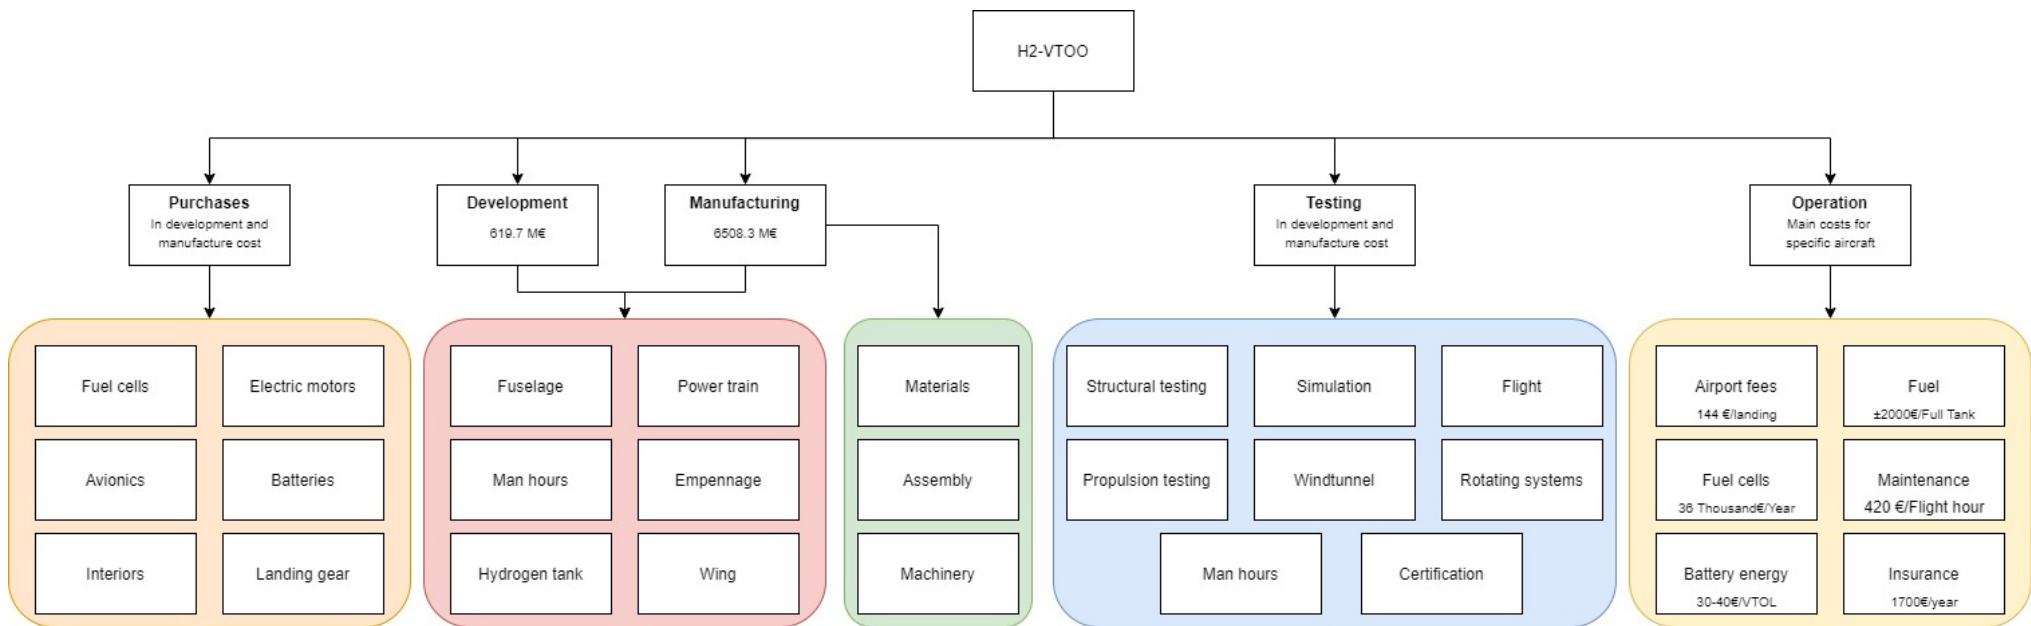 H2-VTOO
Purchases
In development and
manufacture cost
Development
619.7 M€
Manufacturing
6508.3 M€
Testing
In development and
manufacture cost
Operation
Main costs for
specific aircraft
Fuel cells
Electric motors
Avionics
Batteries
Interiors
Landing gear
Fuselage
Power train
Man hours
Empennage
Hydrogen tank
Wing
Materials
Assembly
Machinery
Structural testing
Simulation
Flight
Propulsion testing
Windtunnel
Rotating systems
Man hours
Certification
Airport fees
144 €/landing
Fuel
±2000€/Full Tank
Fuel cells
36 Thousand€/Year
Maintenance
420 €/Flight hour
Battery energy
30-40€/VTOL
Insurance
1700€/year